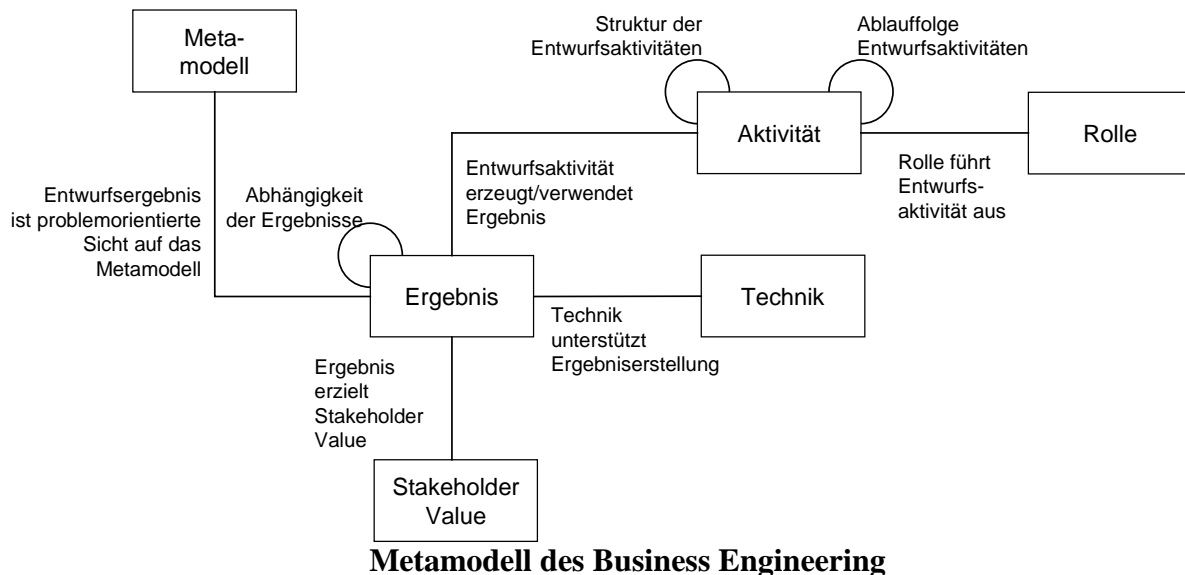 Meta-
modell
Struktur der
Entwurfsaktivitäten
Ablauffolge
Entwurfsaktivitäten
Aktivität
Rolle
Entwurfsergebnis
ist problemorientierte
Sicht auf das
Metamodell
Abhängigkeit
der Ergebnisse
Entwurfsaktivität
erzeugt/verwendet
Ergebnis
Rolle führt
Entwurfs-
aktivität aus
Ergebnis
Technik
Technik
unterstützt
Ergebniserstellung
Ergebnis
erzielt
Stakeholder
Value
Stakeholder
Value
Metamodell des Business Engineering